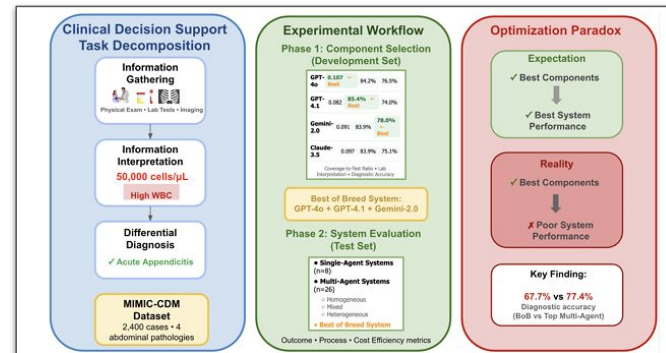 Clinical Decision Support
Task Decomposition
Information
Gathering
Physical Exam • Lab Tests • Imaging
Information
Interpretation
50,000 cells/μL
High WBC
Differential
Diagnosis
✓ Acute Appendicitis
MIMIC-CDM
Dataset
2,400 cases • 4
abdominal pathologies
Experimental Workflow
Phase 1: Component Selection
(Development Set)
GPT-4o 0.107 ← Best 84.2% 76.5%
GPT-4.1 0.082 85.4% ← Best 74.0%
Gemini-2.0 0.091 83.9% 78.0% ← Best
Claude-3.5 0.097 83.9% 75.1%
Coverage-to-Test Ratio • Lab
Interpretation • Diagnostic Accuracy
Best of Breed System:
GPT-4o + GPT-4.1 + Gemini-2.0
Phase 2: System Evaluation
(Test Set)
● Single-Agent Systems
(n=8)
● Multi-Agent Systems
(n=26)
○ Homogeneous
○ Mixed
○ Heterogeneous
♦ Best of Breed System
Outcome • Process • Cost Efficiency metrics
Optimization Paradox
Expectation
✓ Best Components
✓ Best System
Performance
Reality
✓ Best Components
✗ Poor System
Performance
Key Finding:
67.7% vs 77.4%
Diagnostic accuracy
(BoB vs Top Multi-Agent)